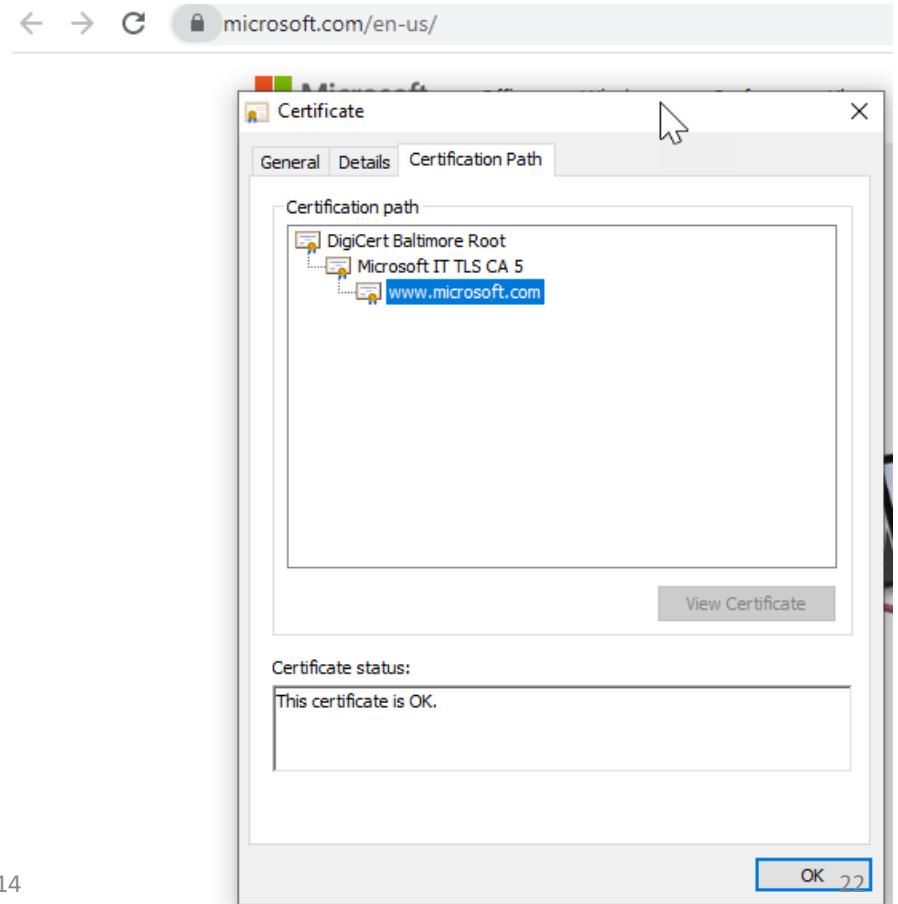 microsoft.com/en-us/
Microsoft
Certificate
General Details Certification Path
Certification path
DigiCert Baltimore Root
Microsoft IT TLS CA 5
www.microsoft.com
View Certificate
Certificate status:
This certificate is OK.
OK
14
22